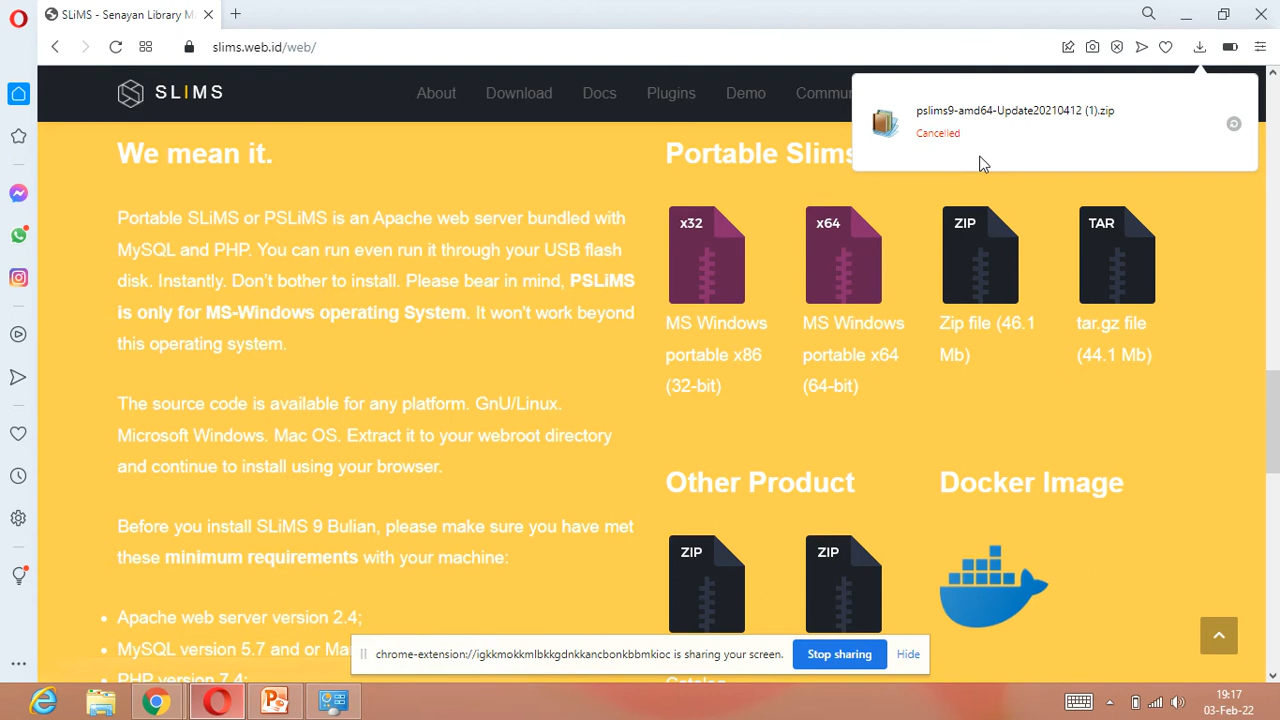 SLiMS - Senayan Library M
slims.web.id/web/
SLIMS
About
Download
Docs
Plugins
Demo
Commun
pslims9-amd64-Update20210412 (1).zip
Cancelled
We mean it.
Portable SLiMS or PSLiMS is an Apache web server bundled with
MySQL and PHP. You can run even run it through your USB flash
disk. Instantly. Don't bother to install. Please bear in mind, PSLiMS
is only for MS-Windows operating System. It won't work beyond
this operating system.
The source code is available for any platform. GnU/Linux.
Microsoft Windows. Mac OS. Extract it to your webroot directory
and continue to install using your browser.
Before you install SLiMS 9 Bulian, please make sure you have met
these minimum requirements with your machine:
Apache web server version 2.4;
MySQL version 5.7 and or Ma
PHP version 7.4;
Portable Slims
x32
MS Windows
portable x86
(32-bit)
x64
MS Windows
portable x64
(64-bit)
ZIP
Zip file (46.1
Mb)
TAR
tar.gz file
(44.1 Mb)
Other Product
ZIP
ZIP
Docker Image
chrome-extension://igkkmokkmlbkkgdnkkancbonkbbmkioc is sharing your screen.
Stop sharing
Hide
19:17
03-Feb-22